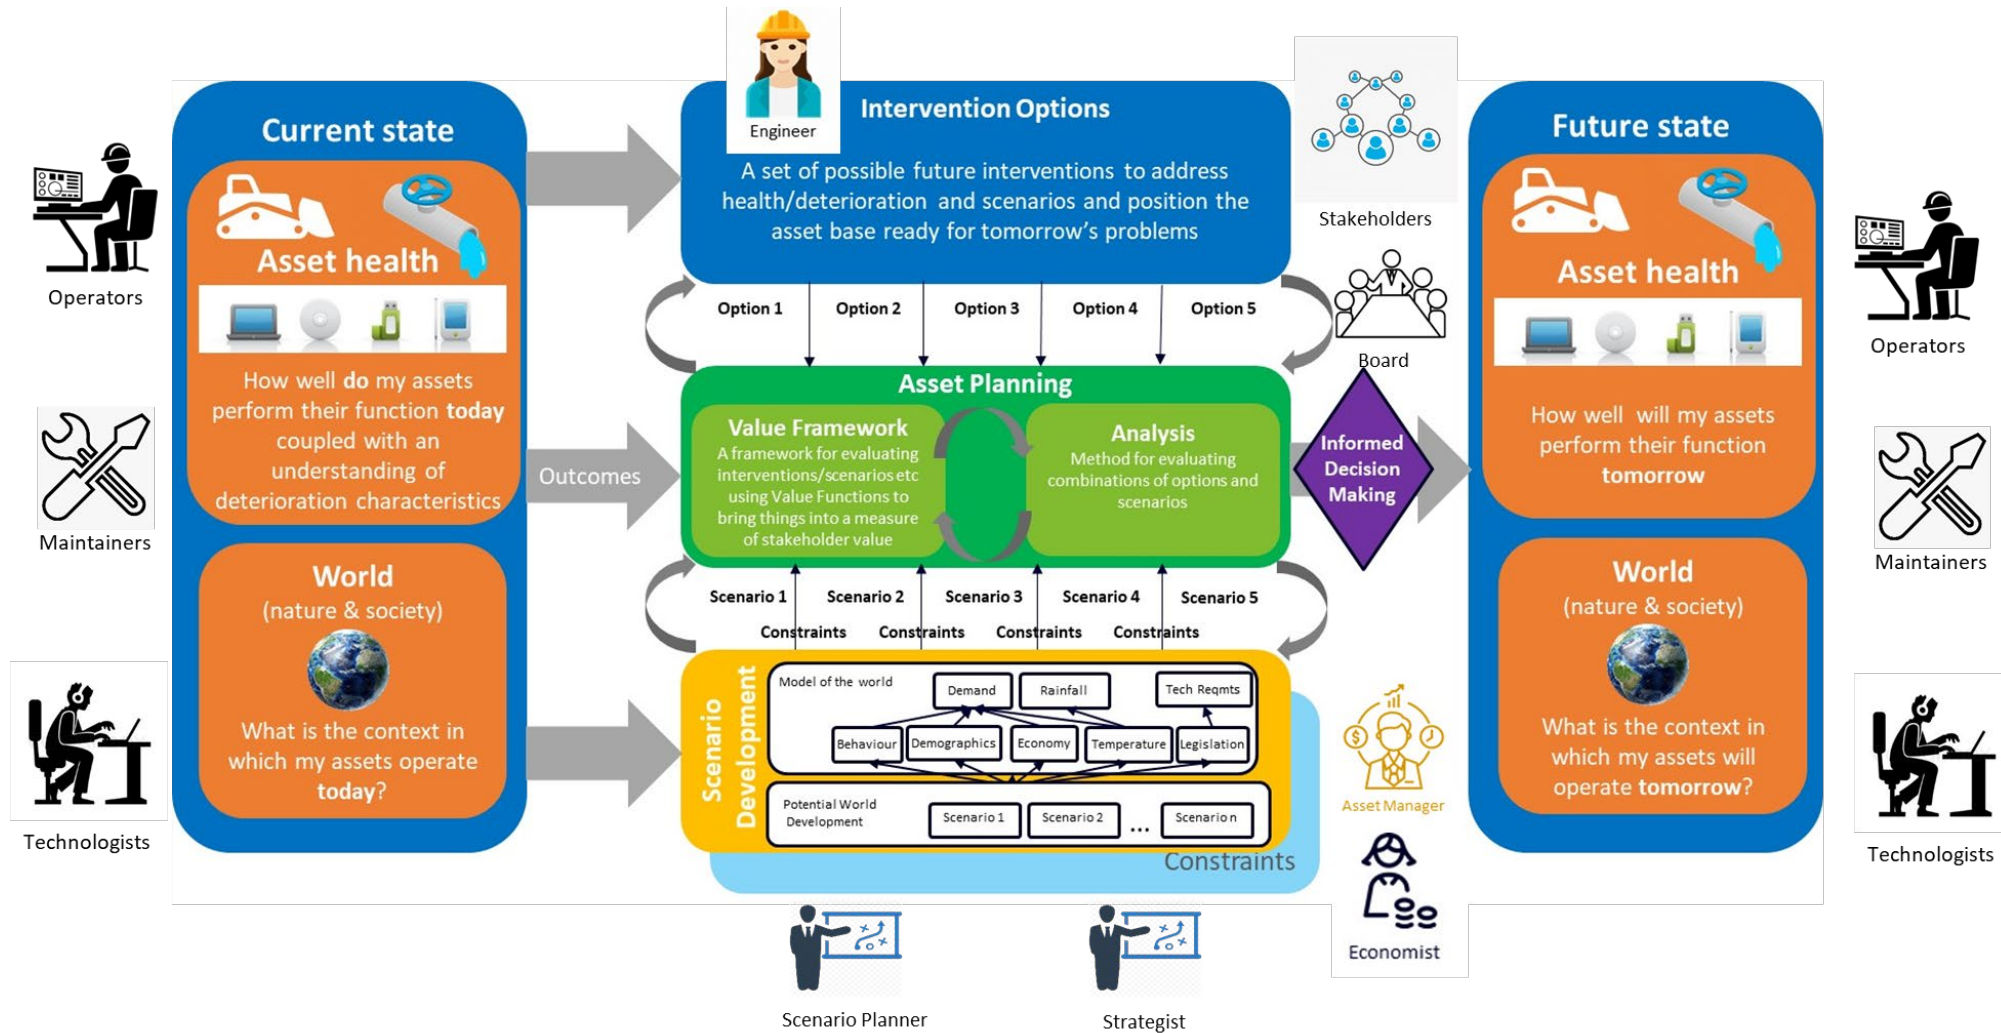 Engineer
Intervention Options
A set of possible future interventions to address
health/deterioration and scenarios and position the
asset base ready for tomorrow's problems
Stakeholders
Board
Current state
Asset health
How well do my assets
perform their function today
coupled with an
understanding of
deterioration characteristics
World
(nature & society)
What is the context in
which my assets operate
today?
Operators
Maintainers
Technologists
Outcomes
Option 1
Option 2
Option 3
Option 4
Option 5
Asset Planning
Value Framework
A framework for evaluating
interventions/scenarios etc
using Value Functions to
bring things into a measure
of stakeholder value
Analysis
Method for evaluating
combinations of options and
scenarios
Informed
Decision
Making
Scenario 1
Scenario 2
Scenario 3
Scenario 4
Scenario 5
Constraints
Constraints
Constraints
Constraints
Scenario
Development
Model of the world
Demand
Rainfall
Tech Reqmts
Behaviour
Demographics
Economy
Temperature
Legislation
Potential World
Development
Scenario 1
Scenario 2
...
Scenario n
Constraints
Asset Manager
Economist
Scenario Planner
Strategist
Future state
Asset health
How well will my assets
perform their function
tomorrow
World
(nature & society)
What is the context in
which my assets will
operate tomorrow?
Operators
Maintainers
Technologists